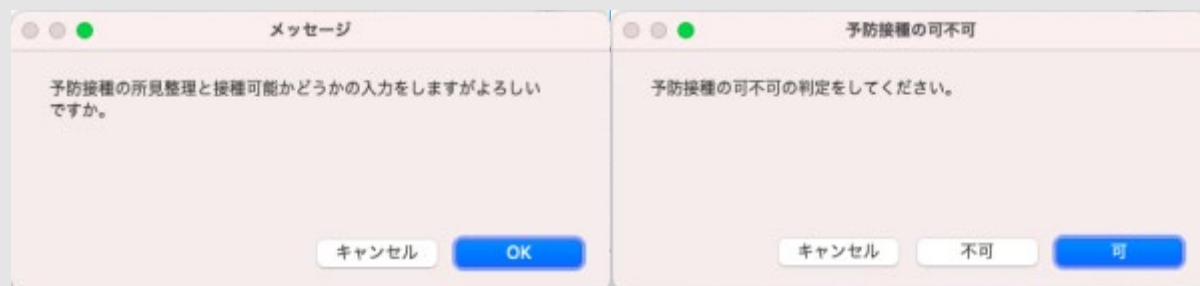 メッセージ
予防接種の所見整理と接種可能かどうかの入力をしますがよろしい
ですか。
キャンセル
OK
予防接種の可不可
予防接種の可不可の判定をしてください。
キャンセル
不可
可